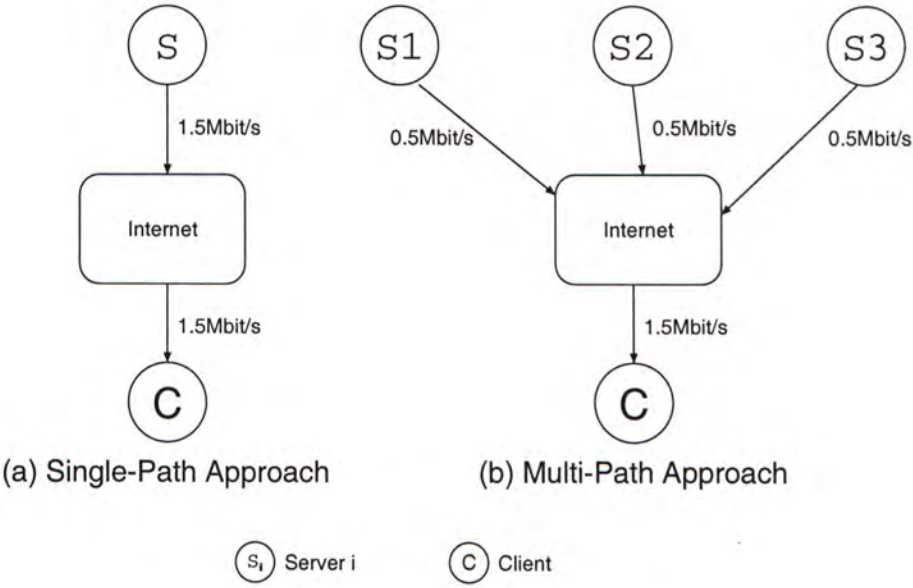 S
S1
S2
S3
1.5Mbit/s
0.5Mbit/s
0.5Mbit/s
0.5Mbit/s
Internet
Internet
1.5Mbit/s
1.5Mbit/s
C
C
(a) Single-Path Approach
(b) Multi-Path Approach
Si Server i
C Client